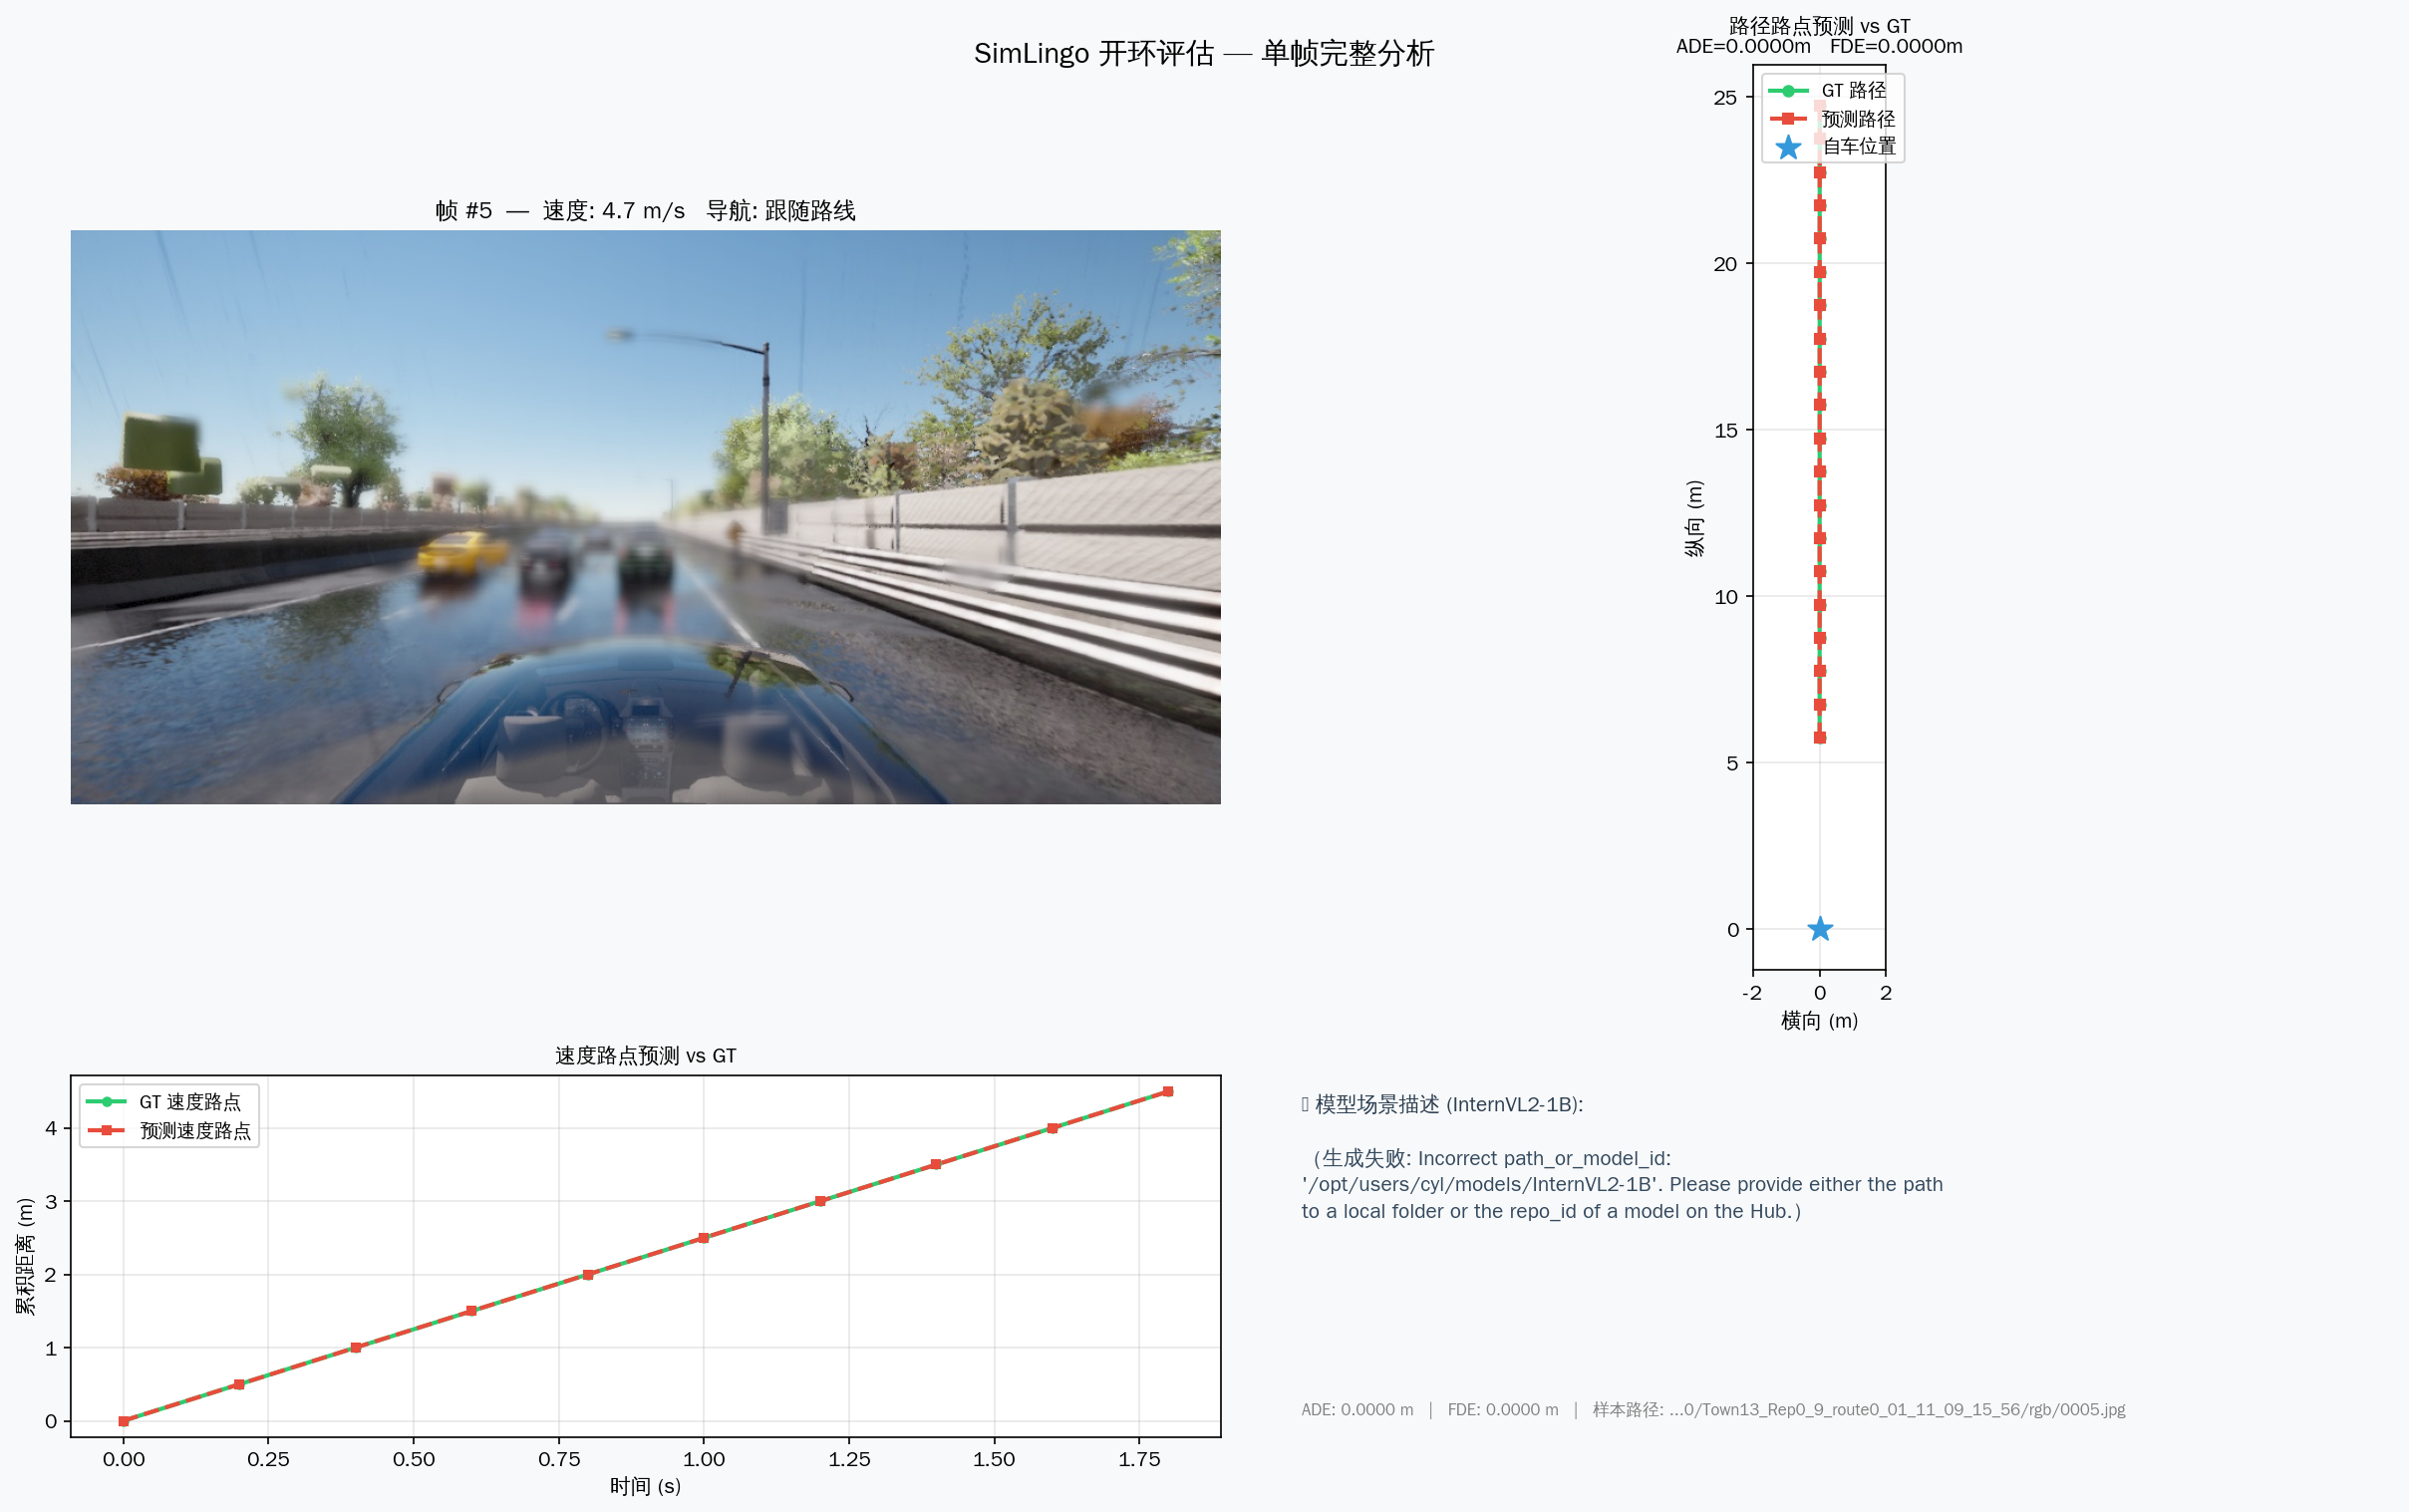 SimLingo 开环评估 — 单帧完整分析
帧 #5 — 速度: 4.7 m/s 导航: 跟随路线
路径路点预测 vs GT
ADE=0.0000m FDE=0.0000m
GT 路径
预测路径
自车位置
25
20
15
10
5
0
纵向 (m)
-2 0 2
横向 (m)
速度路点预测 vs GT
GT 速度路点
预测速度路点
4
3
2
1
0
累积距离 (m)
0.00 0.25 0.50 0.75 1.00 1.25 1.50 1.75
时间 (s)
模型场景描述 (InternVL2-1B):
（生成失败: Incorrect path_or_model_id:
'/opt/users/cyl/models/InternVL2-1B'. Please provide either the path
to a local folder or the repo_id of a model on the Hub.）
ADE: 0.0000 m | FDE: 0.0000 m | 样本路径: ...0/Town13_Rep0_9_route0_01_11_09_15_56/rgb/0005.jpg